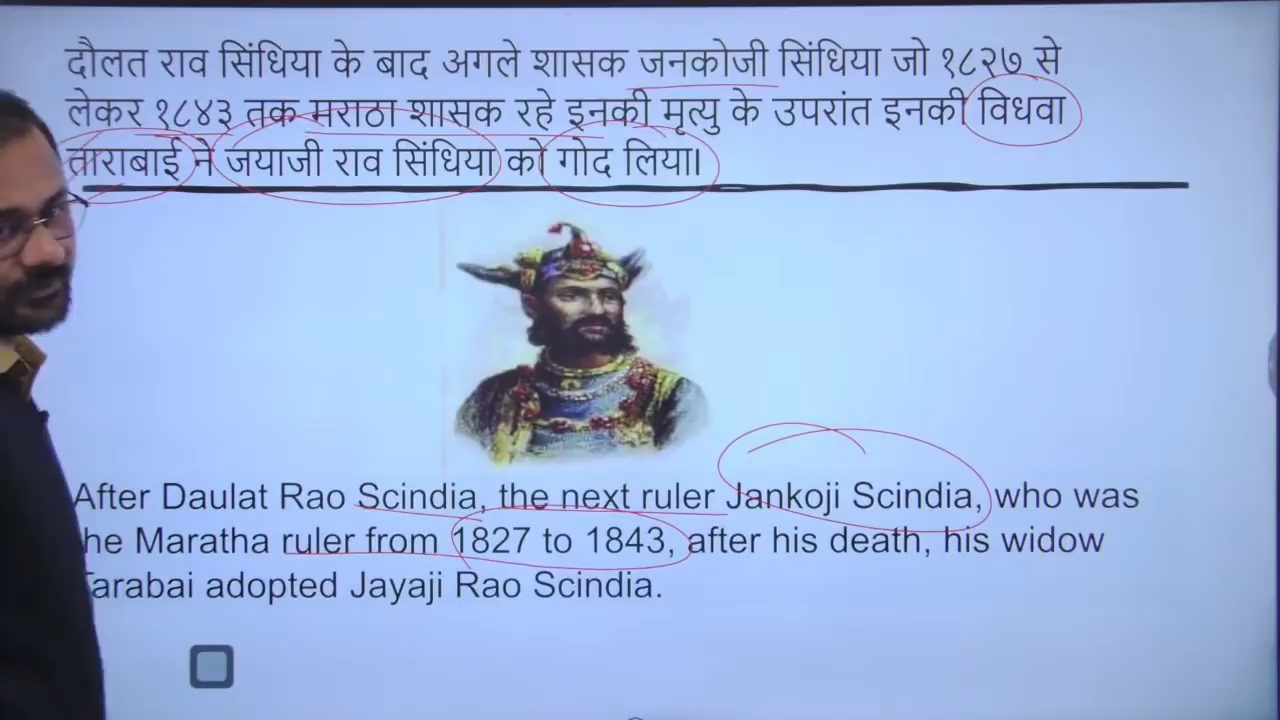 दौलत राव सिंधिया के बाद अगले शासक जनकोजी सिंधिया जो १८२७ से
लेकर १८४३ तक मराठा शासक रहे इनकी मृत्यु के उपरांत इनकी विधवा
ताराबाई ने जयाजी राव सिंधिया को गोद लिया।
After Daulat Rao Scindia, the next ruler Jankoji Scindia, who was
he Maratha ruler from 1827 to 1843, after his death, his widow
Tarabai adopted Jayaji Rao Scindia.